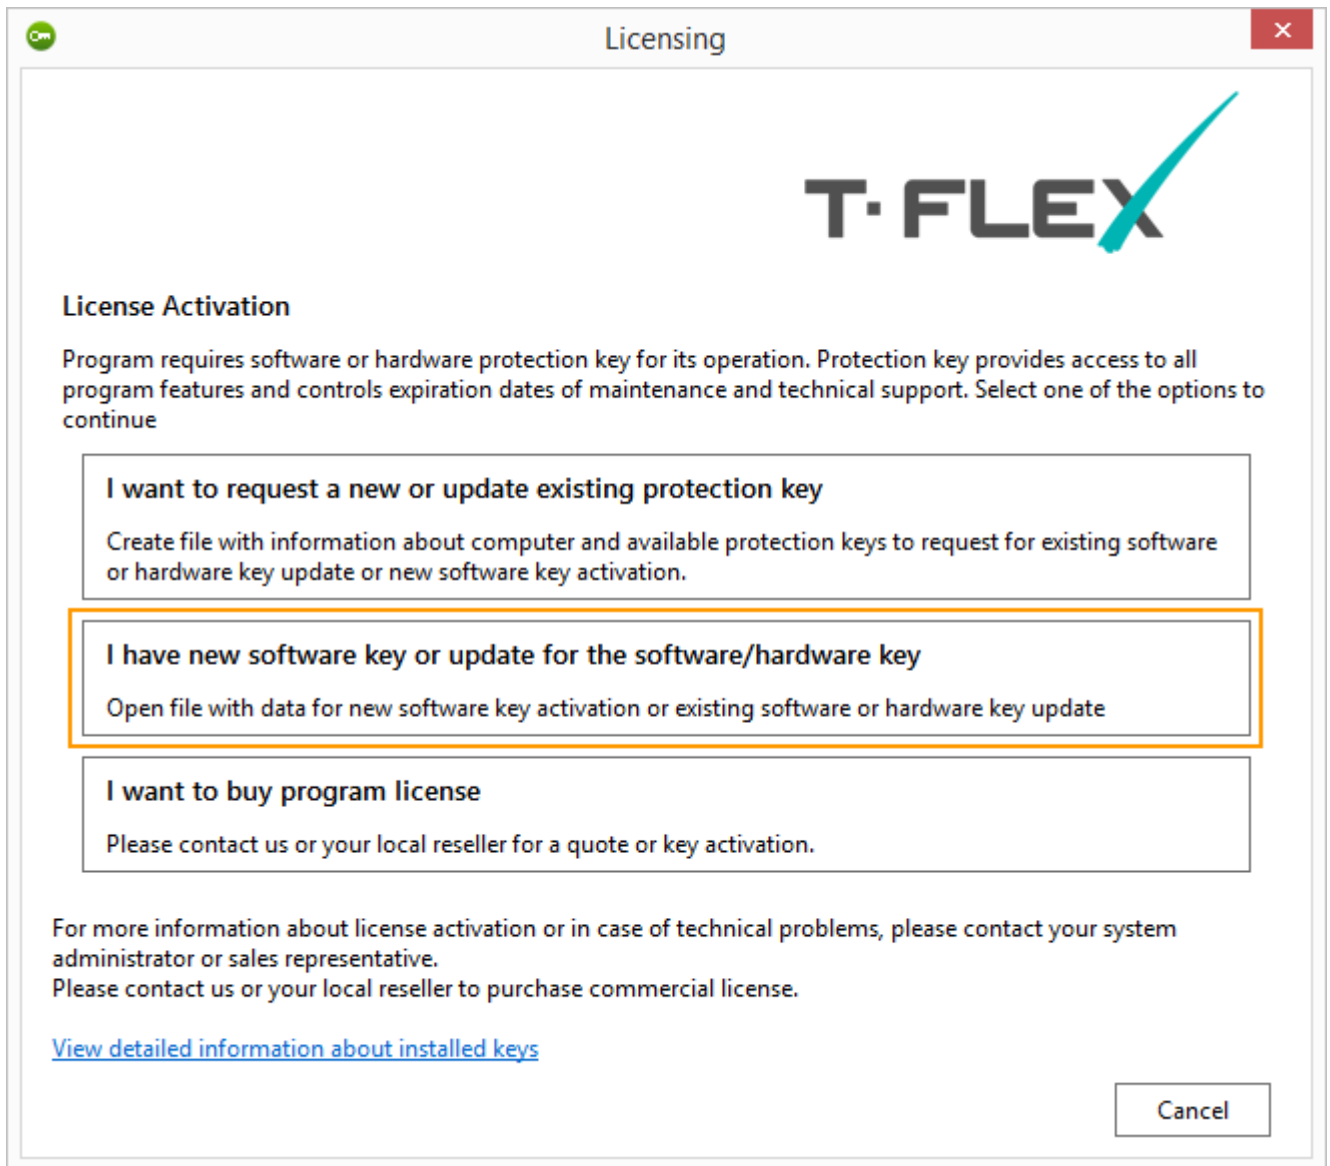 Licensing
T-FLEX
License Activation
Program requires software or hardware protection key for its operation. Protection key provides access to all
program features and controls expiration dates of maintenance and technical support. Select one of the options to
continue
I want to request a new or update existing protection key
Create file with information about computer and available protection keys to request for existing software
or hardware key update or new software key activation.
I have new software key or update for the software/hardware key
Open file with data for new software key activation or existing software or hardware key update
I want to buy program license
Please contact us or your local reseller for a quote or key activation.
For more information about license activation or in case of technical problems, please contact your system
administrator or sales representative.
Please contact us or your local reseller to purchase commercial license.
View detailed information about installed keys
Cancel